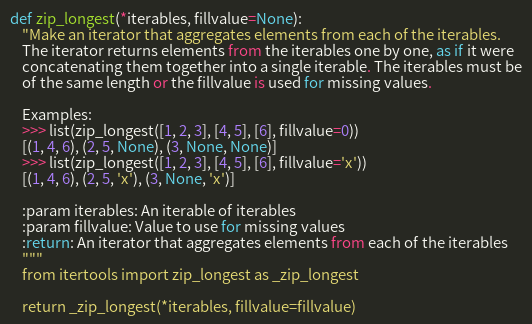 def zip_longest(*iterables, fillvalue=None):
"Make an iterator that aggregates elements from each of the iterables.
The iterator returns elements from the iterables one by one, as if it were
concatenating them together into a single iterable. The iterables must be
of the same length or the fillvalue is used for missing values.
Examples:
>>> list(zip_longest([1, 2, 3], [4, 5], [6], fillvalue=0))
[(1, 4, 6), (2, 5, None), (3, None, None)]
>>> list(zip_longest([1, 2, 3], [4, 5], [6], fillvalue='x'))
[(1, 4, 6), (2, 5, 'x'), (3, None, 'x')]
:param iterables: An iterable of iterables
:param fillvalue: Value to use for missing values
:return: An iterator that aggregates elements from each of the iterables
"""
from itertools import zip_longest as _zip_longest
return _zip_longest(*iterables, fillvalue=fillvalue)